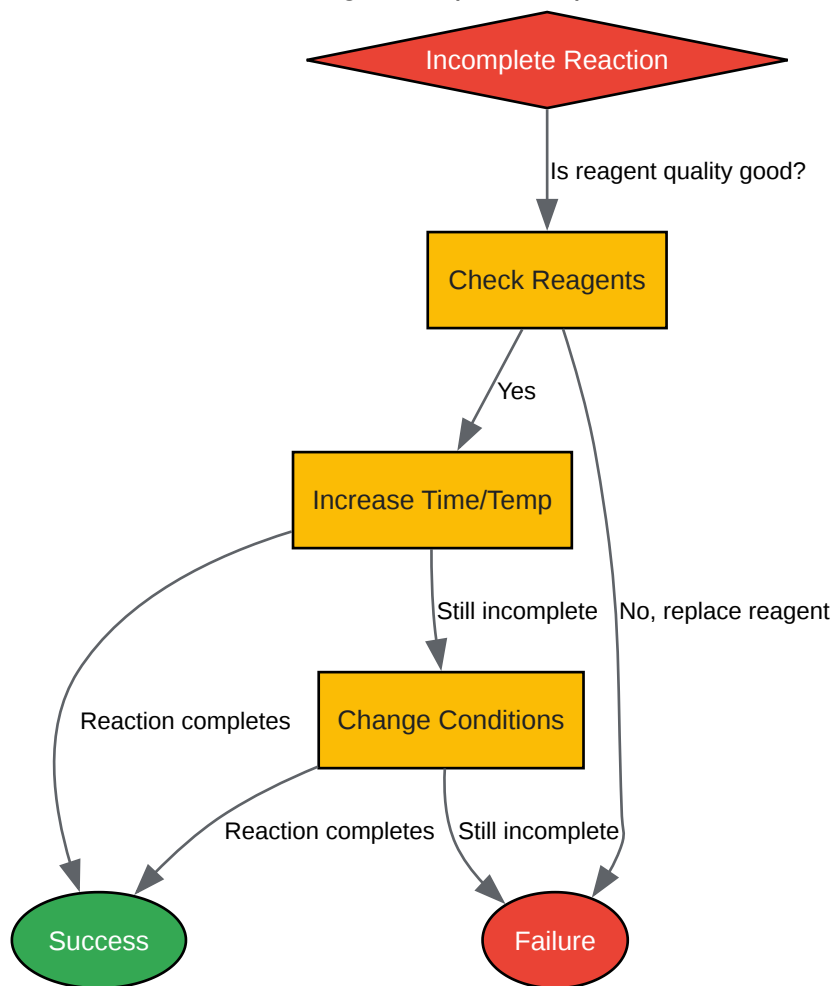 Incomplete Reaction
Is reagent quality good?
Check Reagents
Yes
Increase Time/Temp
Still incomplete
No, replace reagent
Reaction completes
Change Conditions
Reaction completes
Still incomplete
Success
Failure